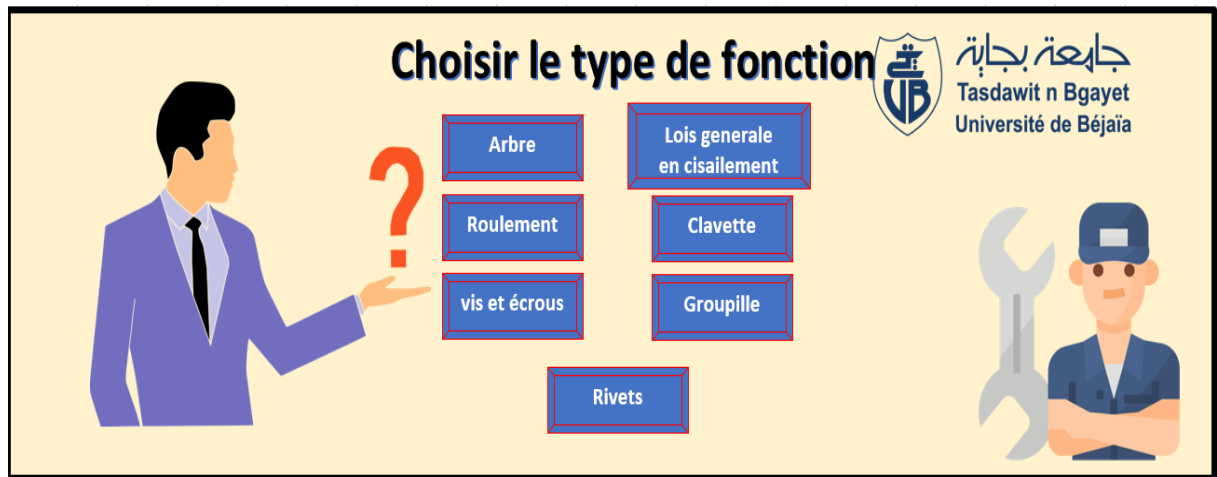 Choisir le type de fonction
جامعة بجاية
Tasdawit n Bgayet
Université de Béjaïa
UB
Arbre
Lois generale
en cisailement
Roulement
Clavette
vis et écrous
Groupille
Rivets
?